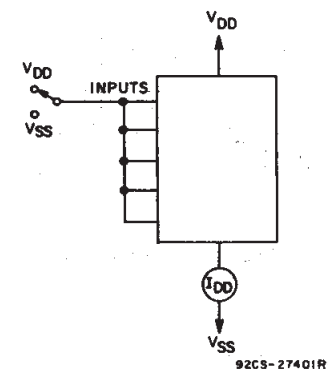 VDD
VDD
INPUTS
VSS
IDD
VSS
92CS-27401R